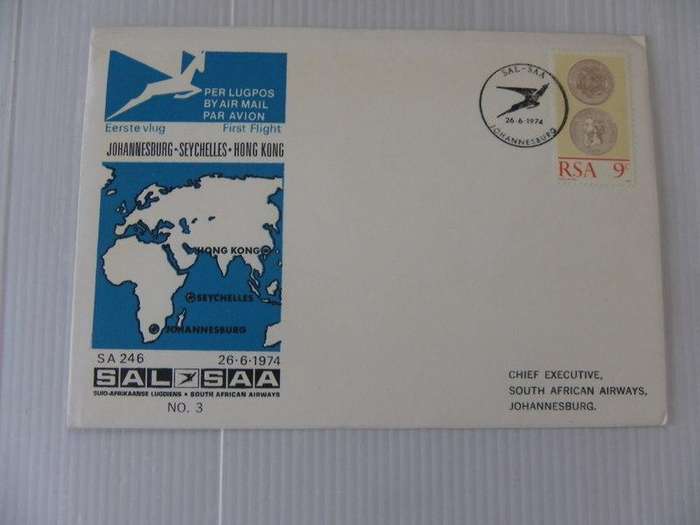 PER LUGPOS
BY AIR MAIL
PAR AVION
Eerste vlug First Flight
JOHANNESBURG • SEYCHELLES • HONG KONG
HONG KONG
SEYCHELLES
JOHANNESBURG
SA 246 26·6·1974
SAL SAA
SUID-AFRIKAANSE LUGDIENS • SOUTH AFRICAN AIRWAYS
NO. 3
SAL-SAA
26·6·1974
JOHANNESBURG
RSA 9c
CHIEF EXECUTIVE,
SOUTH AFRICAN AIRWAYS,
JOHANNESBURG.